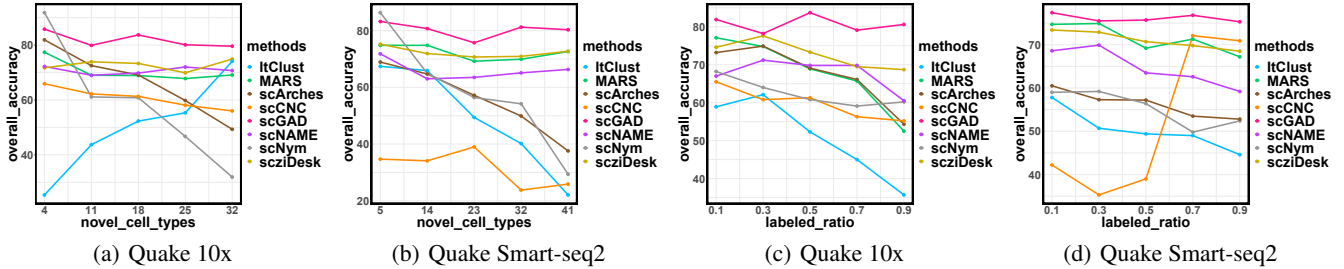 overall_accuracy
80
60
40
4 11 18 25 32
novel_cell_types
methods
ItClust
MARS
scArches
scCNC
scGAD
scNAME
scNym
scziDesk
(a) Quake 10x
overall_accuracy
80
60
40
20
5 14 23 32 41
novel_cell_types
methods
ItClust
MARS
scArches
scCNC
scGAD
scNAME
scNym
scziDesk
(b) Quake Smart-seq2
overall_accuracy
80
70
60
50
40
0.1 0.3 0.5 0.7 0.9
labeled_ratio
methods
ItClust
MARS
scArches
scCNC
scGAD
scNAME
scNym
scziDesk
(c) Quake 10x
overall_accuracy
70
60
50
40
0.1 0.3 0.5 0.7 0.9
labeled_ratio
methods
ItClust
MARS
scArches
scCNC
scGAD
scNAME
scNym
scziDesk
(d) Quake Smart-seq2